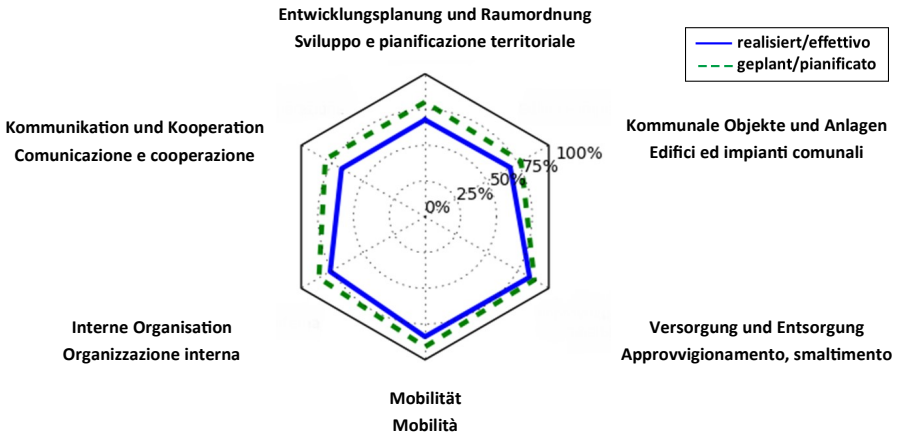 Entwicklungsplanung und Raumordnung
Sviluppo e pianificazione territoriale
realisiert/effettivo
geplant/pianificato
Kommunikation und Kooperation
Comunicazione e cooperazione
Kommunale Objekte und Anlagen
Edifici ed impianti comunali
100%
75%
50%
25%
0%
Interne Organisation
Organizzazione interna
Versorgung und Entsorgung
Approvvigionamento, smaltimento
Mobilität
Mobilità